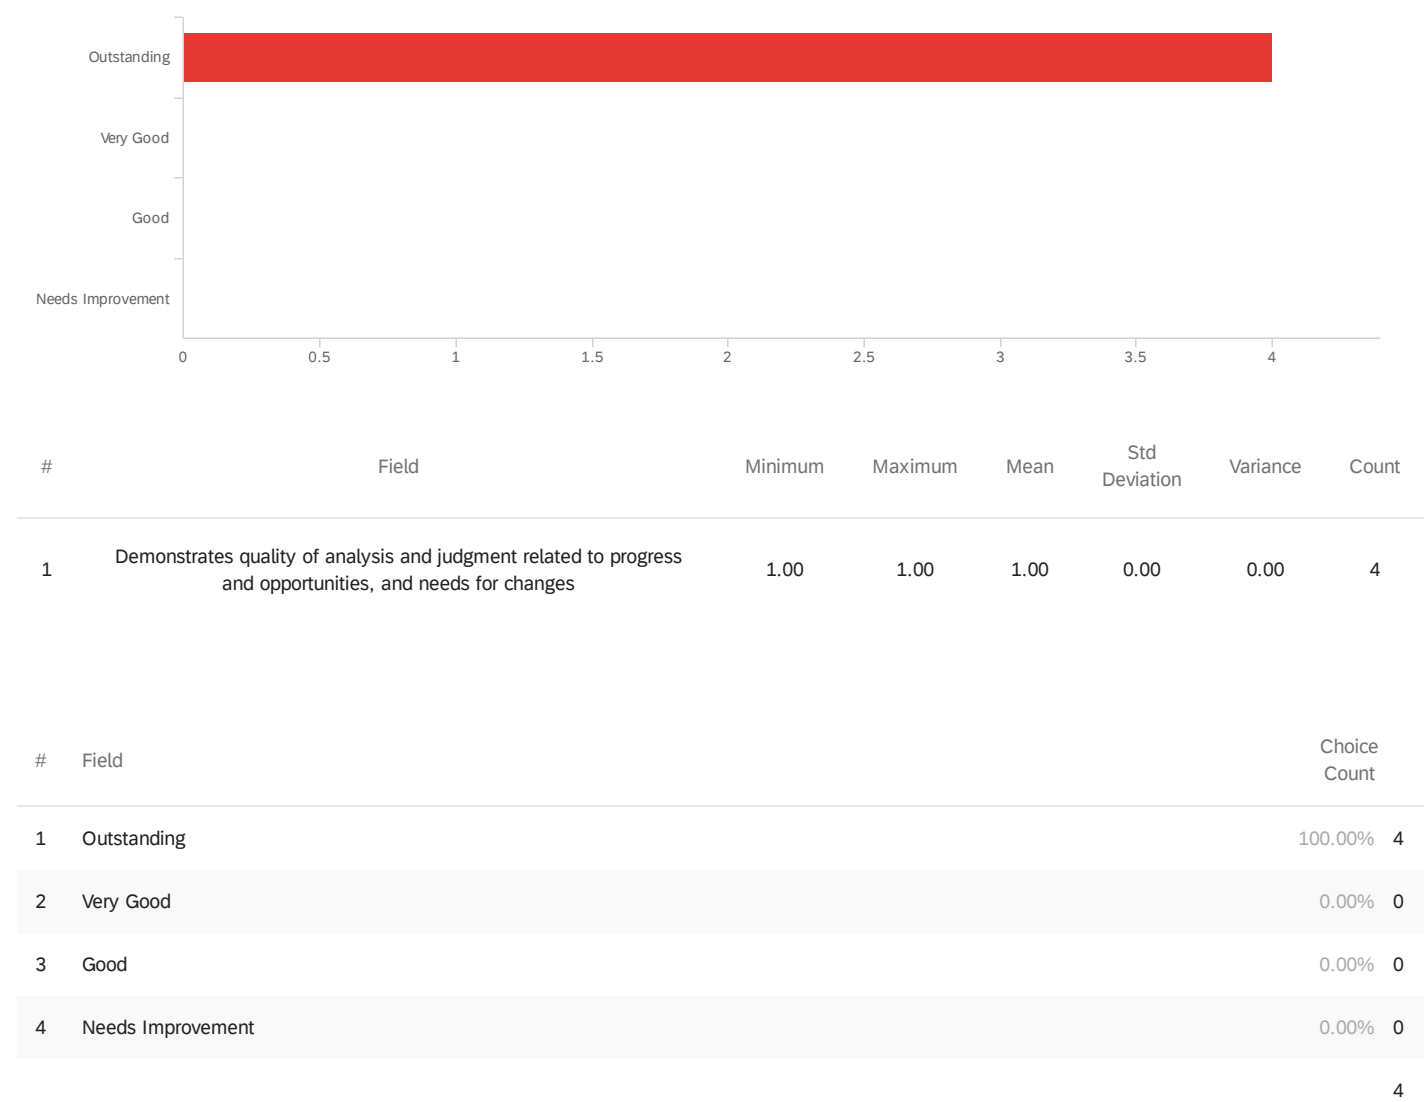 Outstanding
Very Good
Good
Needs Improvement
0 0.5 1 1.5 2 2.5 3 3.5 4
# Field Minimum Maximum Mean Std Deviation Variance Count
1 Demonstrates quality of analysis and judgment related to progress
and opportunities, and needs for changes 1.00 1.00 1.00 0.00 0.00 4
# Field Choice Count
1 Outstanding 100.00% 4
2 Very Good 0.00% 0
3 Good 0.00% 0
4 Needs Improvement 0.00% 0
4